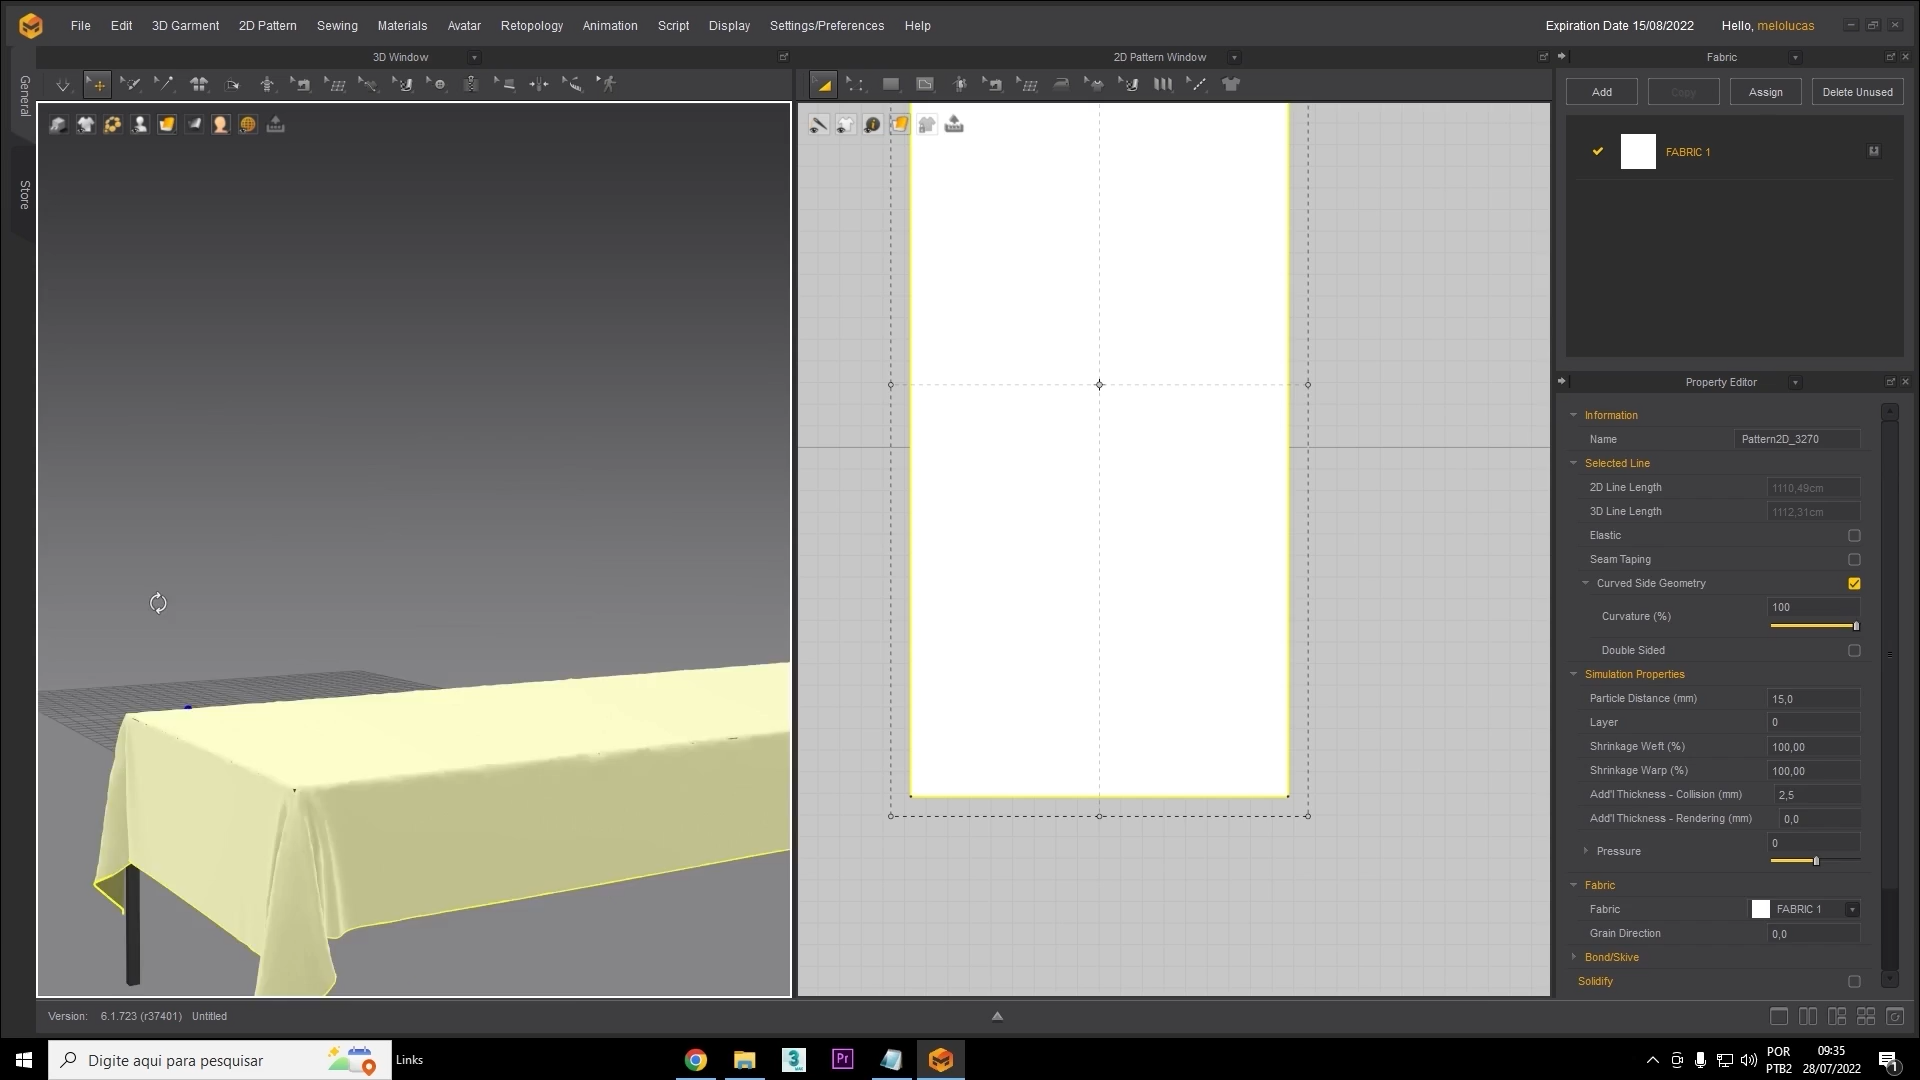 File Edit 3D Garment 2D Pattern Sewing Materials Avatar Retopology Animation Script Display Settings/Preferences Help
Expiration Date 15/08/2022 Hello, melolucas
3D Window
2D Pattern Window
Fabric
General
Store
Add Copy Assign Delete Unused
FABRIC 1
Property Editor
Information
Name Pattern2D_3270
Selected Line
2D Line Length 1110,49cm
3D Line Length 1112,31cm
Elastic
Seam Taping
Curved Side Geometry
Curvature (%) 100
Double Sided
Simulation Properties
Particle Distance (mm) 15,0
Layer 0
Shrinkage Weft (%) 100,00
Shrinkage Warp (%) 100,00
Add'l Thickness - Collision (mm) 2,5
Add'l Thickness - Rendering (mm) 0,0
Pressure 0
Fabric
Fabric FABRIC 1
Grain Direction 0,0
Bond/Skive
Solidify
Version: 6.1.723 (r37401) Untitled
Digite aqui para pesquisar
Links
3
Pr
POR
PTB2
09:35
28/07/2022
1